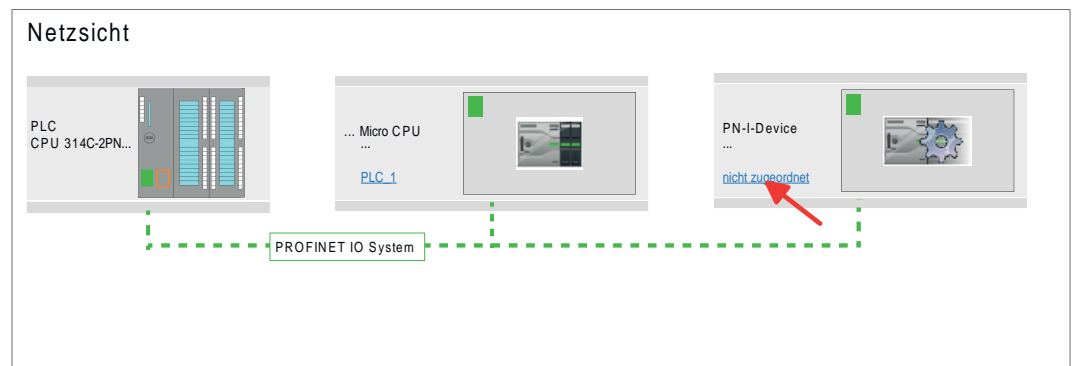 Netzsicht
PLC
CPU 314C-2PN...
... Micro CPU
...
PLC_1
PN-I-Device
...
nicht zugeordnet
PROFINET IO System